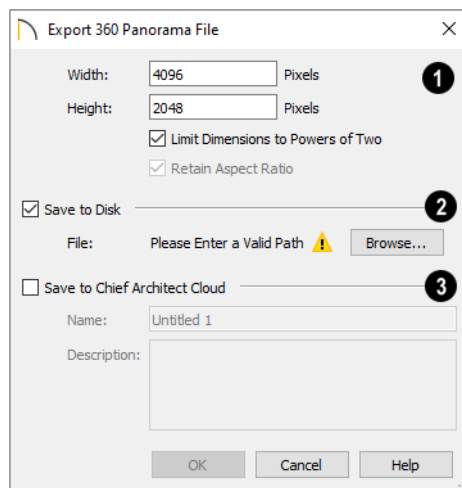 Export 360 Panorama File
Width: 4096 Pixels
1
Height: 2048 Pixels
Limit Dimensions to Powers of Two
Retain Aspect Ratio
Save to Disk
2
File: Please Enter a Valid Path Browse...
Save to Chief Architect Cloud
3
Name: Untitled 1
Description:
OK Cancel Help